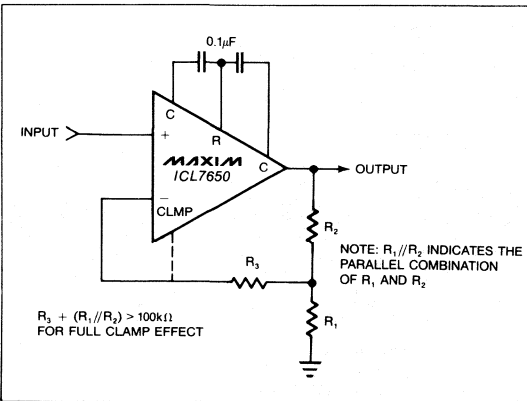 0.1µF
C
INPUT
+
R
MAXIM
C
OUTPUT
ICL7650
−
CLMP
R₂
NOTE: R₁//R₂ INDICATES THE
PARALLEL COMBINATION
OF R₁ AND R₂
R₃
R₃ + (R₁//R₂) > 100kΩ
FOR FULL CLAMP EFFECT
R₁